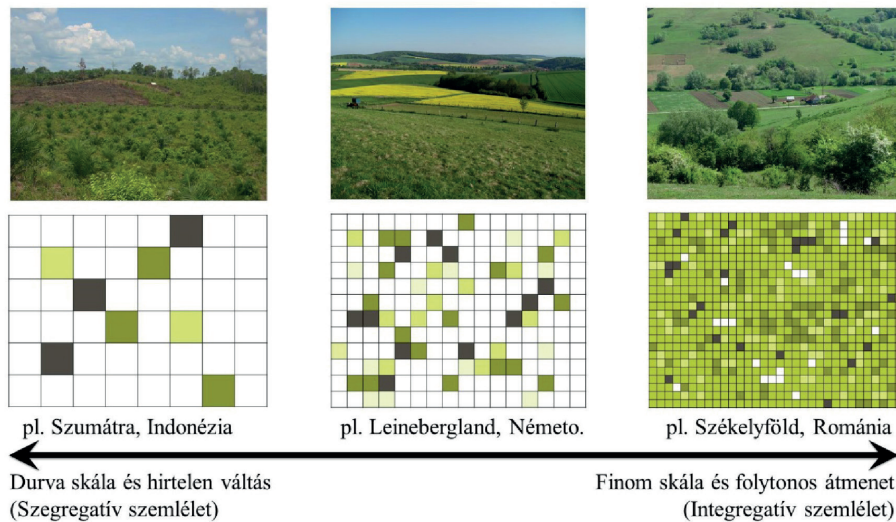 pl. Szumátra, Indonézia
pl. Leinebergland, Németo.
pl. Székelyföld, Románia
Durva skála és hirtelen váltás
(Szegregatív szemlélet)
Finom skála és folytonos átmenet
(Integregatív szemlélet)